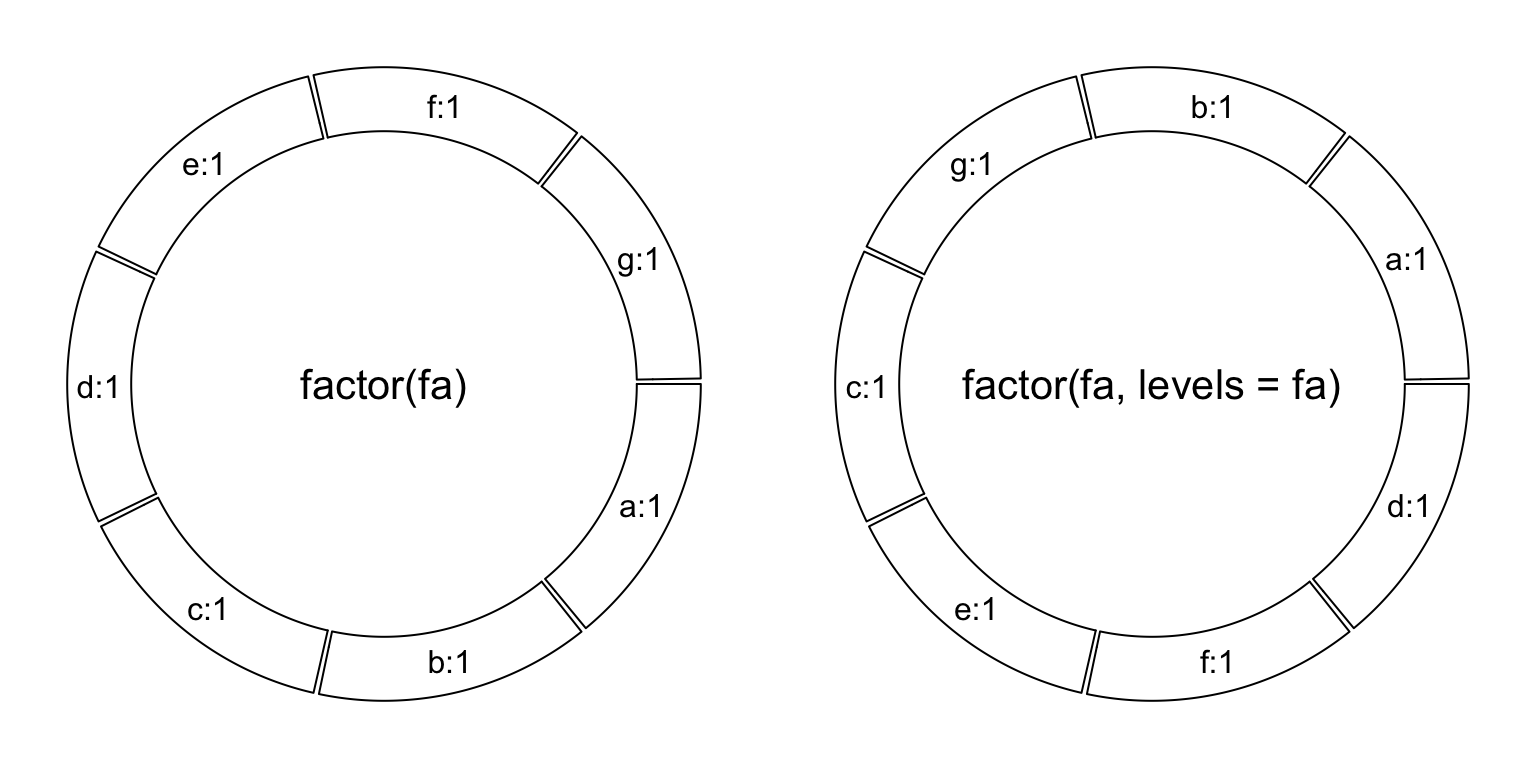 f:1
e:1
g:1
d:1
factor(fa)
a:1
c:1
b:1
b:1
g:1
a:1
c:1
factor(fa, levels = fa)
d:1
e:1
f:1